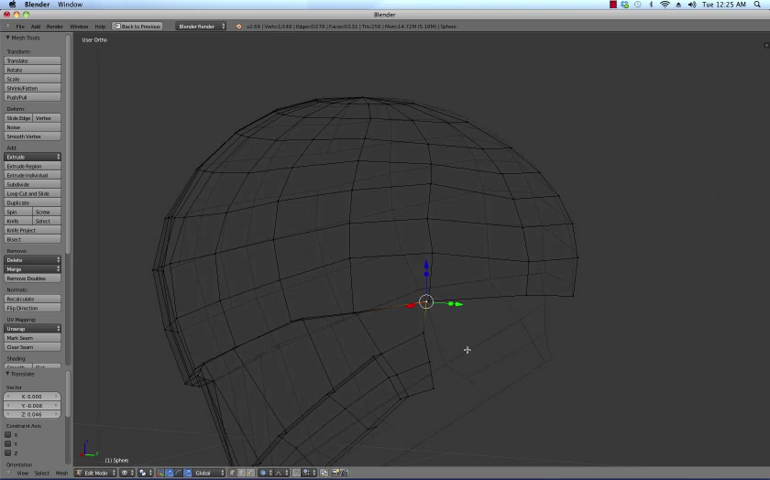 Blender Window Tue 12:25 AM
Blender
File Add Render Window Help Back to Previous Blender Render
Mesh Tools
User Ortho
Transform:
Translate
Rotate
Scale
Shrink/Fatten
Push/Pull
Deform:
Slide Edge Vertex
Noise
Smooth Vertex
Add:
Extrude
Extrude Region
Extrude Individual
Subdivide
Loop Cut and Slide
Duplicate
Spin Screw
Knife Select
Knife Project
Bisect
Remove:
Delete
Merge
Remove Doubles
Normals:
Recalculate
Flip Direction
UV Mapping:
Unwrap
Mark Seam
Clear Seam
Shading:
Translate
Vector
X: 0.000
Y: -0.008
Z: 0.046
Constraint Axis
X
Y
Z
Orientation
(1) Sphere
View Select Mesh Edit Mode Global